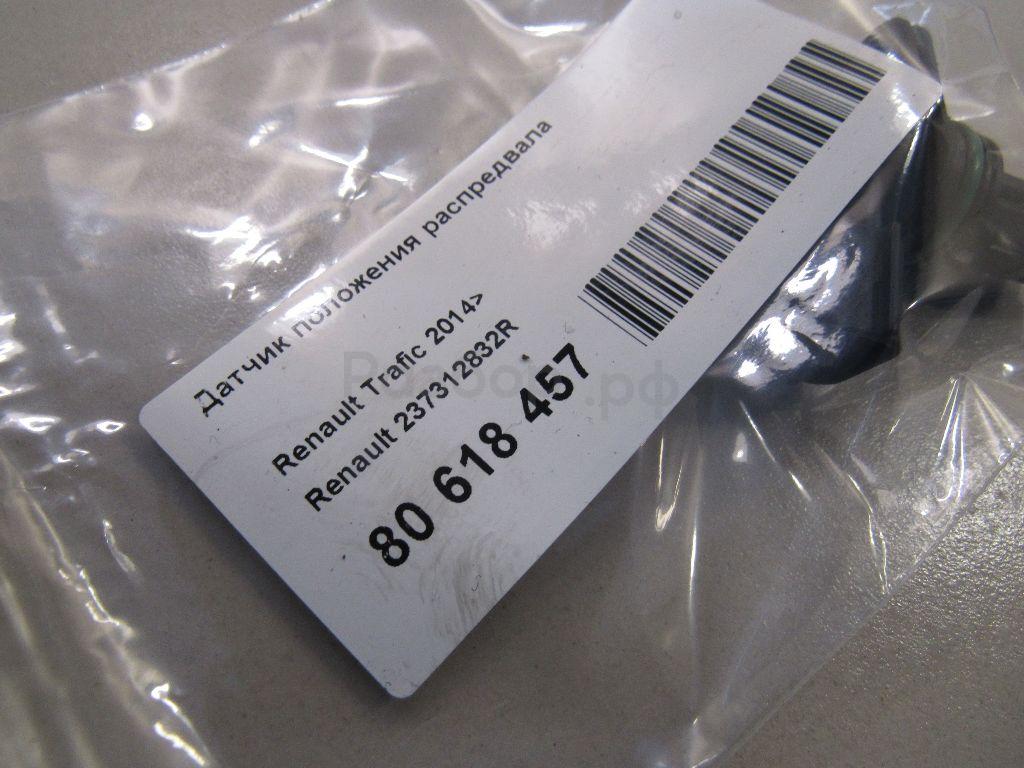 Датчик положения распредвала
Renault Trafic 2014>
Renault 237312832R
80 618 457